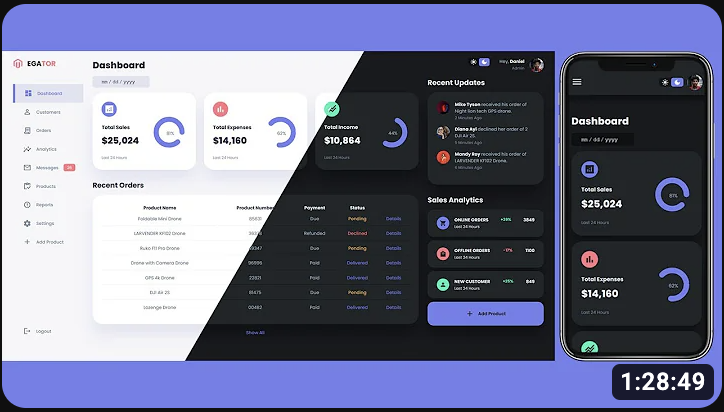 EGATOR
Dashboard
mm / dd / yyyy
Hey, Daniel
Admin
Dashboard
Customers
Orders
Analytics
Messages 26
Products
Reports
Settings
Add Product
Logout
Total Sales
$25,024
81%
Last 24 Hours
Total Expenses
$14,160
62%
Last 24 Hours
Total Income
$10,864
44%
Last 24 Hours
Recent Orders
Product Name Product Number Payment Status
Foldable Mini Drone 85631 Due Pending Details
LARVENDER KF102 Drone Refunded Declined Details
Ruko F11 Pro Drone Due Pending Details
Drone with Camera Drone 96996 Paid Delivered Details
GPS 4k Drone 22821 Paid Delivered Details
DJI Air 2S 81475 Due Pending Details
Lozenge Drone 00482 Paid Delivered Details
Show All
Recent Updates
Mike Tyson received his order of
Night lion tech GPS drone.
2 Minutes Ago
Diana Ayi declined her order of 2
DJI Air 2S.
5 Minutes Ago
Mandy Roy received his order of
LARVENDER KF102 Drone.
6 Minutes Ago
Sales Analytics
ONLINE ORDERS +39% 3849
Last 24 Hours
OFFLINE ORDERS -17% 1100
Last 24 Hours
NEW CUSTOMER +25% 849
Last 24 Hours
+ Add Product
Dashboard
mm / dd / yyyy
Total Sales
$25,024
81%
Last 24 Hours
Total Expenses
$14,160
62%
Last 24 Hours
1:28:49